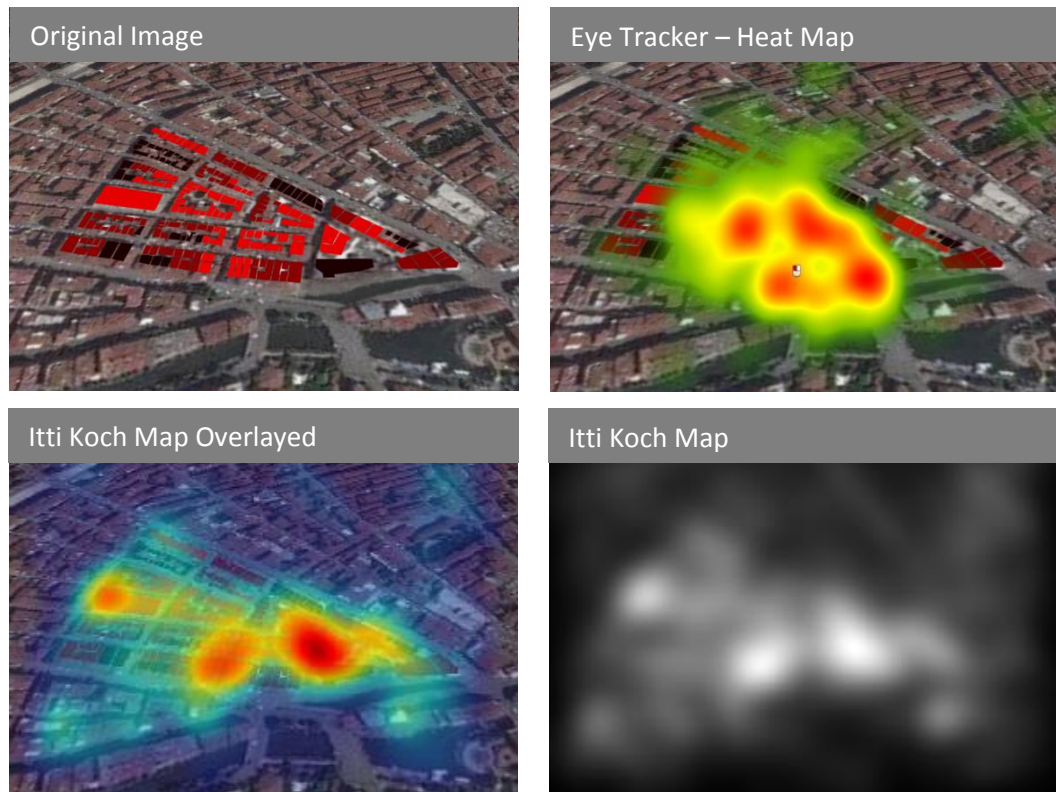 Original Image
Eye Tracker – Heat Map
Itti Koch Map Overlayed
Itti Koch Map